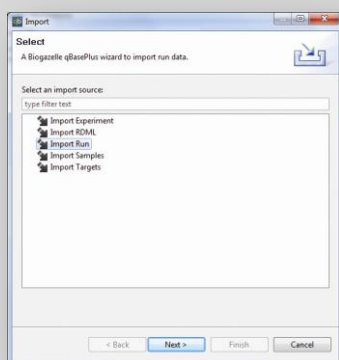 Import
Select
A Biogazelle qBasePlus wizard to import run data.
Select an import source:
type filter text
Import Experiment
Import RDML
Import Run
Import Samples
Import Targets
< Back Next > Finish Cancel